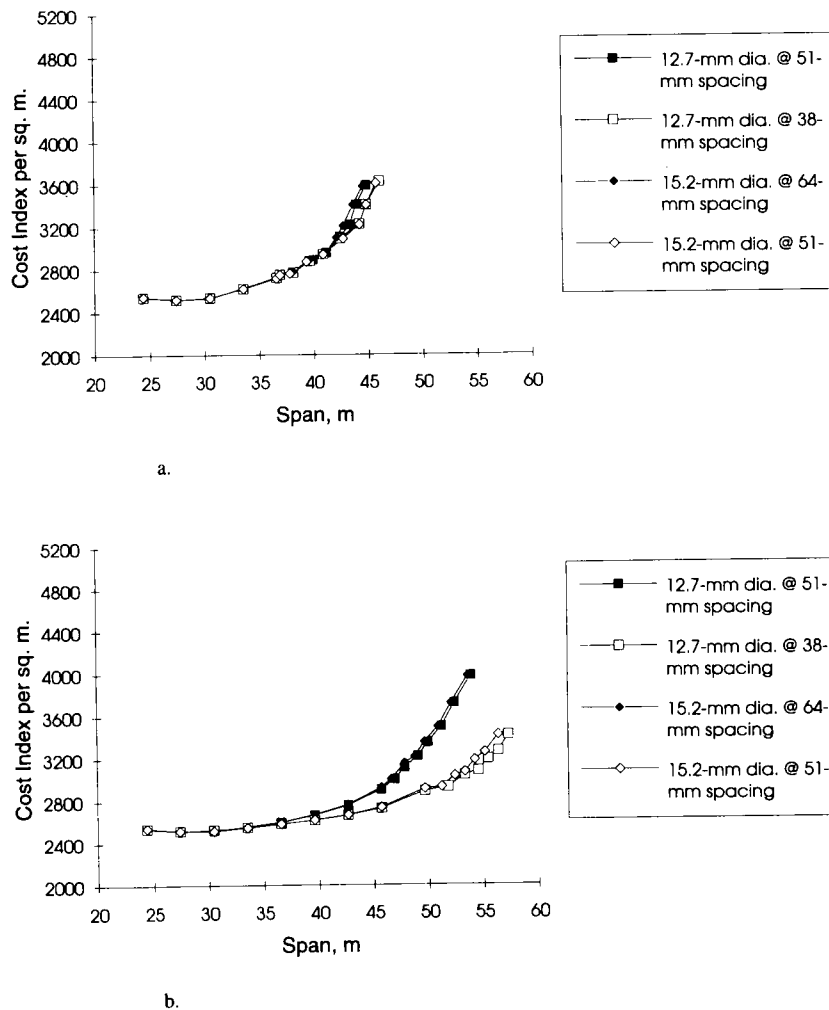 5200
4800
4400
4000
3600
3200
2800
2400
2000
Cost Index per sq. m.
20 25 30 35 40 45 50 55 60
Span, m
12.7-mm dia. @ 51-
mm spacing
12.7-mm dia. @ 38-
mm spacing
15.2-mm dia. @ 64-
mm spacing
15.2-mm dia. @ 51-
mm spacing
a.
5200
4800
4400
4000
3600
3200
2800
2400
2000
Cost Index per sq. m.
20 25 30 35 40 45 50 55 60
Span, m
12.7-mm dia. @ 51-
mm spacing
12.7-mm dia. @ 38-
mm spacing
15.2-mm dia. @ 64-
mm spacing
15.2-mm dia. @ 51-
mm spacing
b.